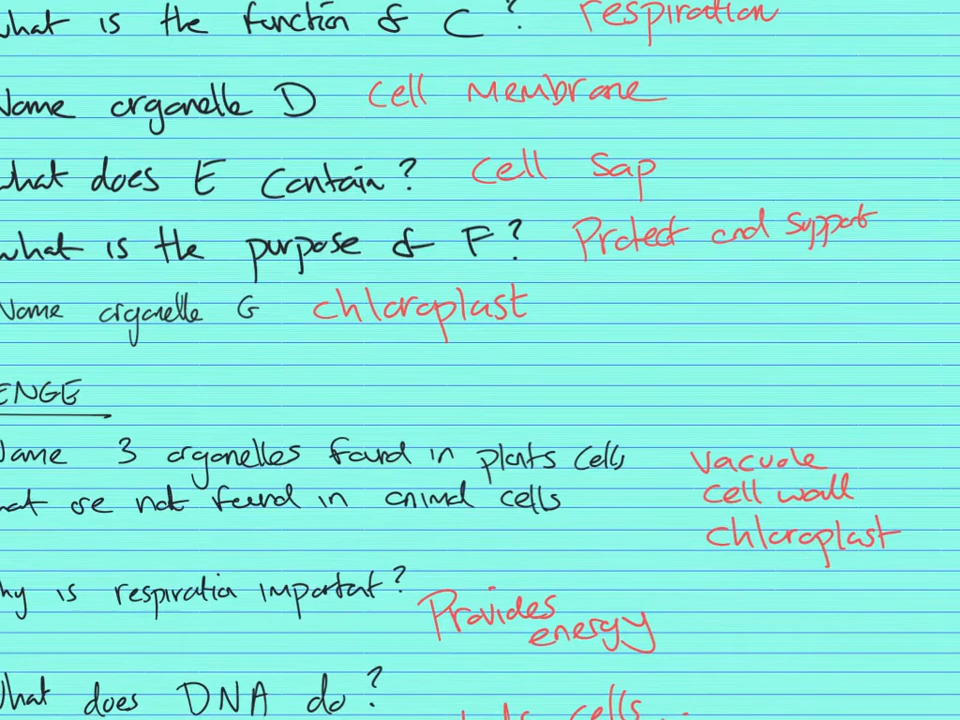 What is the function of C? respiration
Name organelle D cell membrane
What does E contain? cell sap
What is the purpose of F? Protect and support
Name organelle G chloroplast
ENGE
Name 3 organelles found in plants cells vacuole
that are not found in animal cells cell wall
chloroplast
Why is respiration important? Provides
energy
What does DNA do?
cells